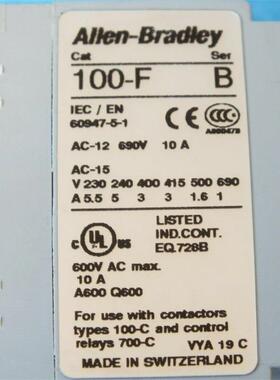 Allen-Bradley
Cat Ser
100-F B
IEC / EN
60947-5-1
AC-12 690V 10 A
AC-15
V 230 240 400 415 500 690
A 5.5 5 3 3 1.6 1
c UL us
LISTED
IND.CONT.
EQ.728B
600V AC max.
10 A
A600 Q600
For use with contactors
types 100-C and control
relays 700-C VYA 19 C
MADE IN SWITZERLAND